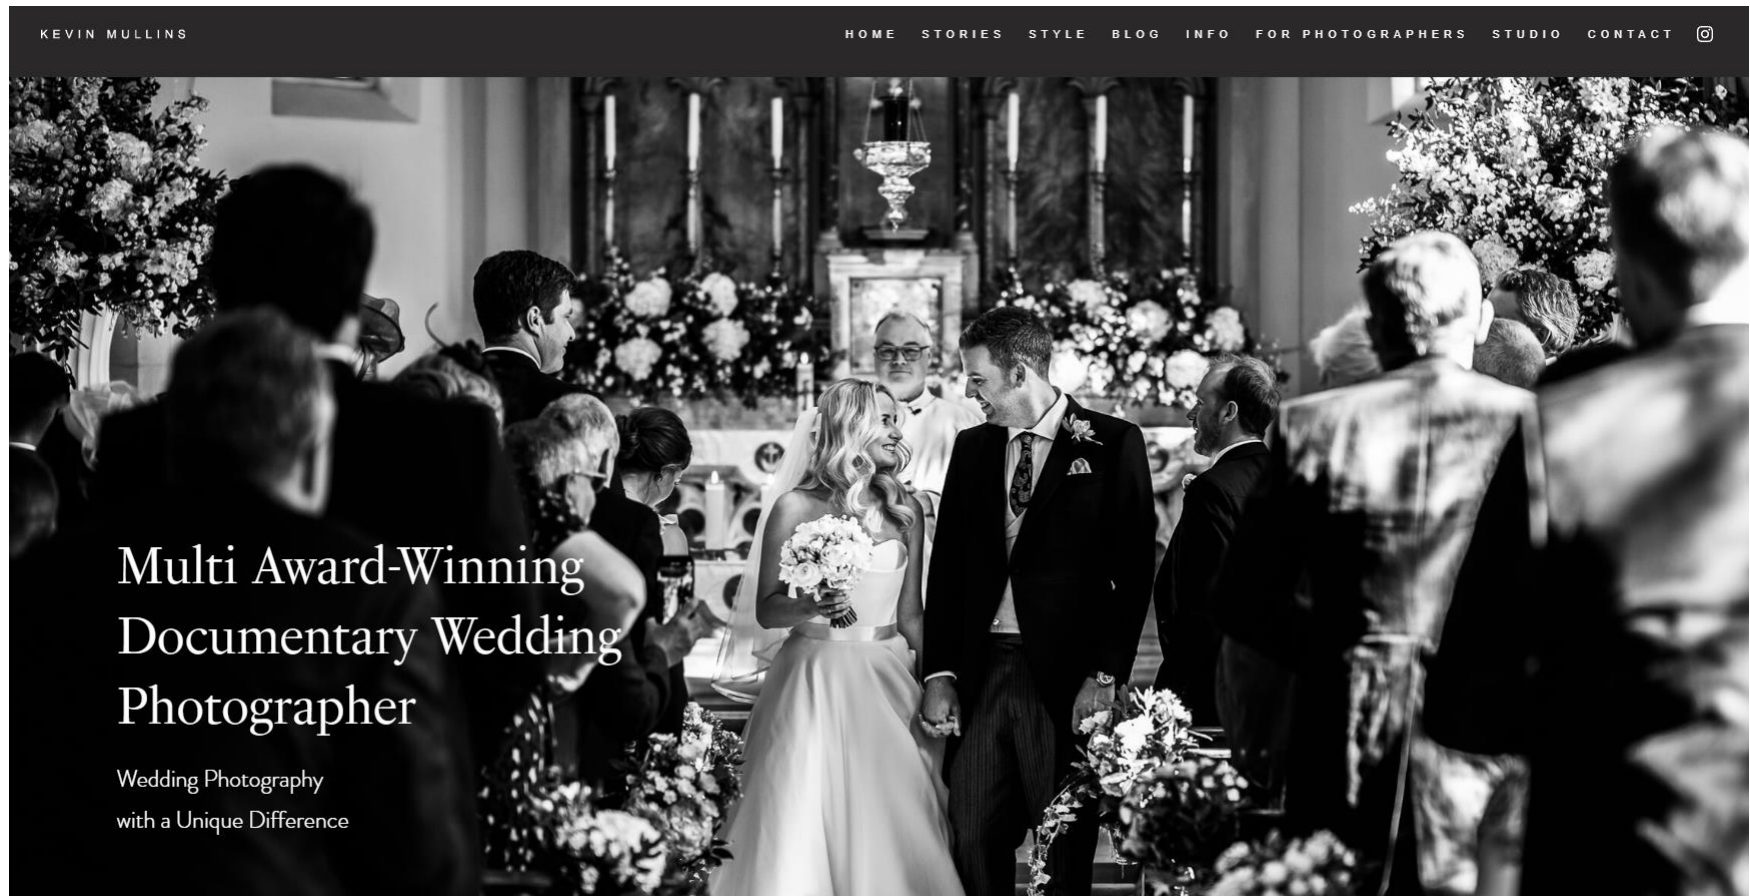 KEVIN MULLINS
HOME STORIES STYLE BLOG INFO FOR PHOTOGRAPHERS STUDIO CONTACT
Multi Award-Winning
Documentary Wedding
Photographer
Wedding Photography
with a Unique Difference